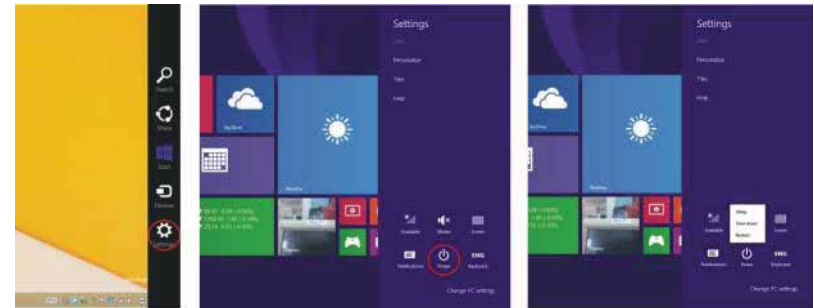 Search
Share
Start
Devices
Settings
Settings
Personalize
Tiles
Help
SkyDrive
Weather
Available
Muted
Screen
Notifications
Power
ENG
Keyboard
Change PC settings
Settings
Personalize
Tiles
Help
SkyDrive
Weather
Sleep
Shut down
Restart
Available
Screen
Notifications
Power
ENG
Keyboard
Change PC settings